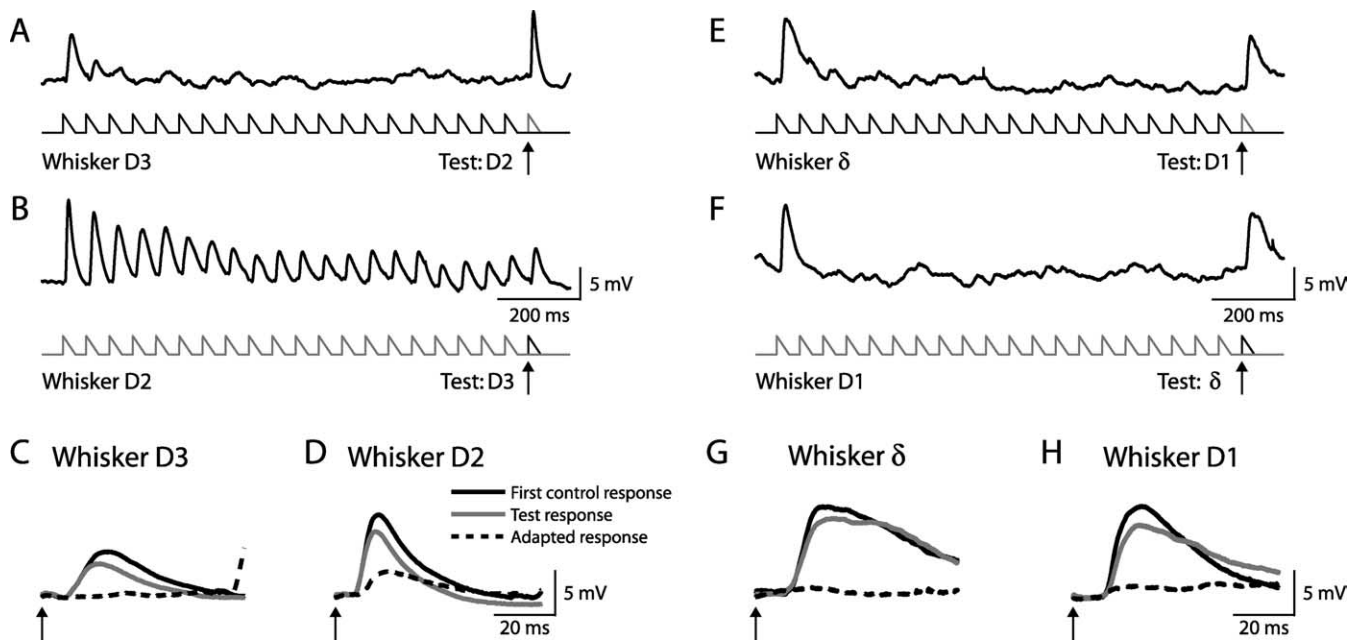 A
Whisker D3
Test: D2
B
5 mV
200 ms
Whisker D2
Test: D3
E
Whisker δ
Test: D1
F
5 mV
200 ms
Whisker D1
Test: δ
C Whisker D3
D Whisker D2
First control response
Test response
Adapted response
5 mV
20 ms
G Whisker δ
H Whisker D1
5 mV
20 ms